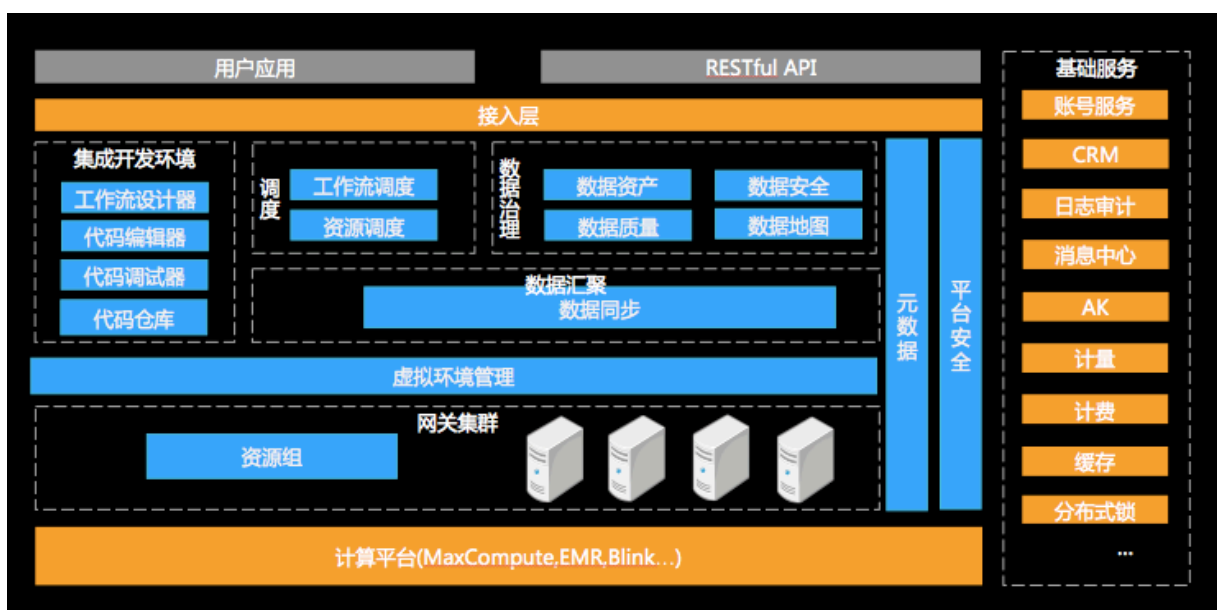 用户应用
RESTful API
接入层
集成开发环境
工作流设计器
代码编辑器
代码调试器
代码仓库
调度
工作流调度
资源调度
数据治理
数据资产
数据安全
数据质量
数据地图
数据汇聚
数据同步
虚拟环境管理
网关集群
资源组
元数据
平台安全
计算平台(MaxCompute,EMR,Blink...)
基础服务
账号服务
CRM
日志审计
消息中心
AK
计量
计费
缓存
分布式锁
...